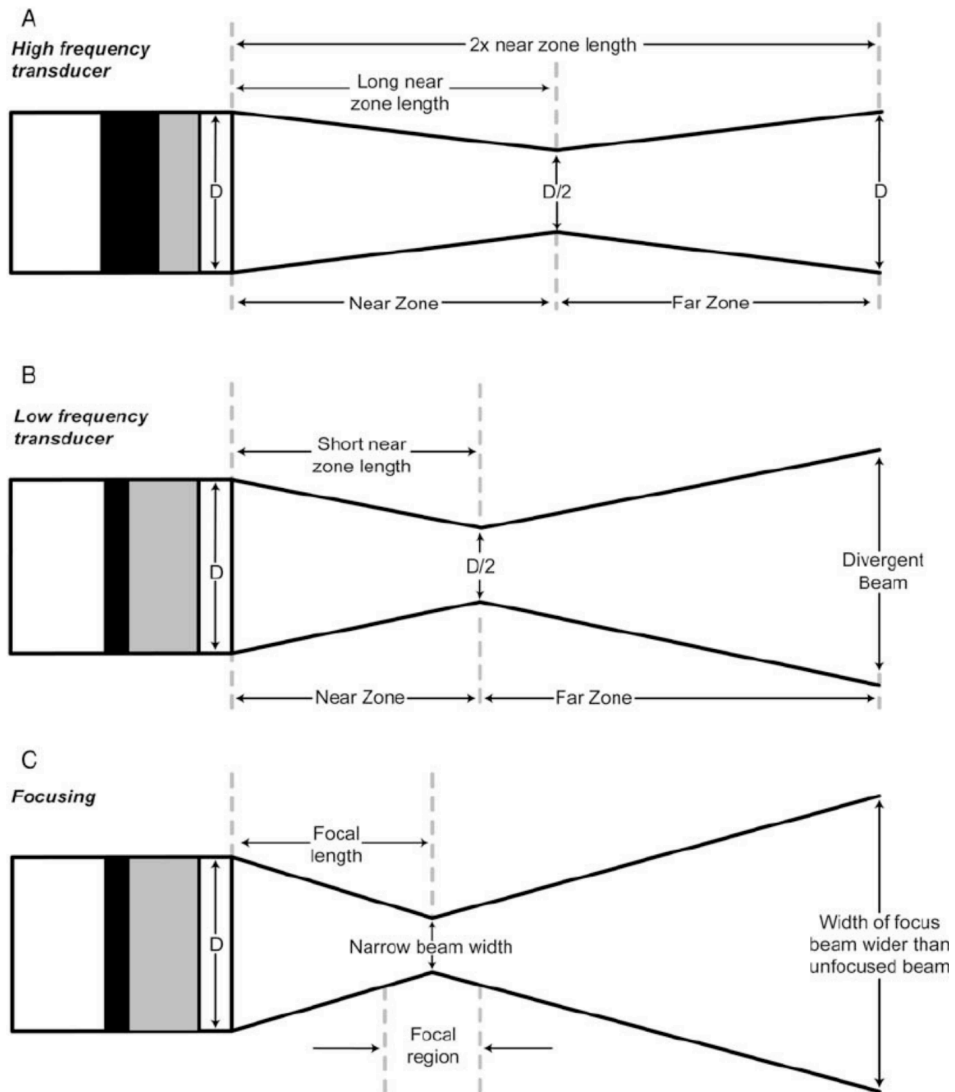 A
High frequency
transducer
2x near zone length
Long near
zone length
D
D/2
D
Near Zone
Far Zone
B
Low frequency
transducer
Short near
zone length
D
D/2
Divergent
Beam
Near Zone
Far Zone
C
Focusing
Focal
length
D
Narrow beam width
Width of focus
beam wider than
unfocused beam
Focal
region